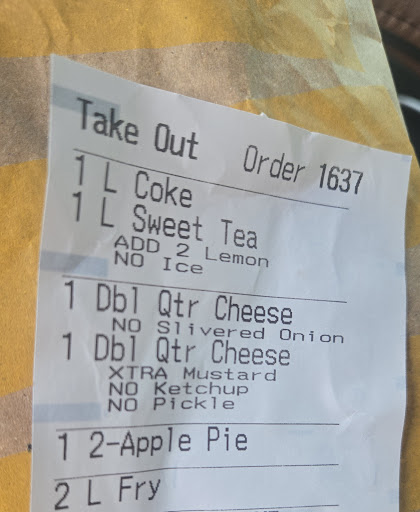 Take Out Order 1637
1 L Coke
1 L Sweet Tea
ADD 2 Lemon
NO Ice
1 Dbl Qtr Cheese
NO Slivered Onion
1 Dbl Qtr Cheese
XTRA Mustard
NO Ketchup
NO Pickle
1 2-Apple Pie
2 L Fry